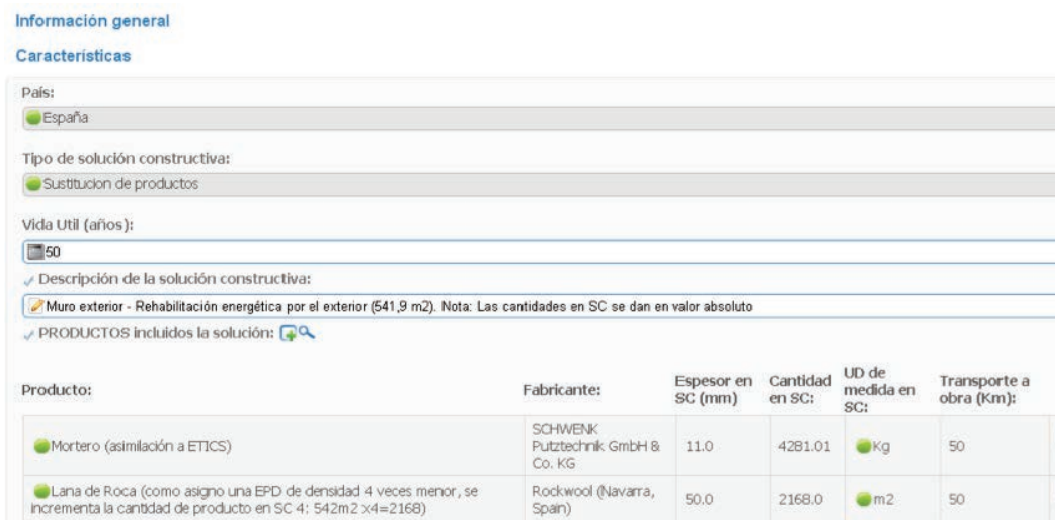 Información general
Características
País:
España
Tipo de solución constructiva:
Sustitucion de productos
Vida Util (años):
50
Descripción de la solución constructiva:
Muro exterior - Rehabilitación energética por el exterior (541,9 m2). Nota: Las cantidades en SC se dan en valor absoluto
PRODUCTOS incluidos la solución:
Producto: Fabricante: Espesor en SC (mm) Cantidad en SC: UD de medida en SC: Transporte a obra (Km):
Mortero (asimilación a ETICS) SCHWENK Putztechnik GmbH & Co. KG 11.0 4281.01 Kg 50
Lana de Roca (como asigno una EPD de densidad 4 veces menor, se incrementa la cantidad de producto en SC 4: 542m2 x4=2168) Rockwool (Navarra, Spain) 50.0 2168.0 m2 50